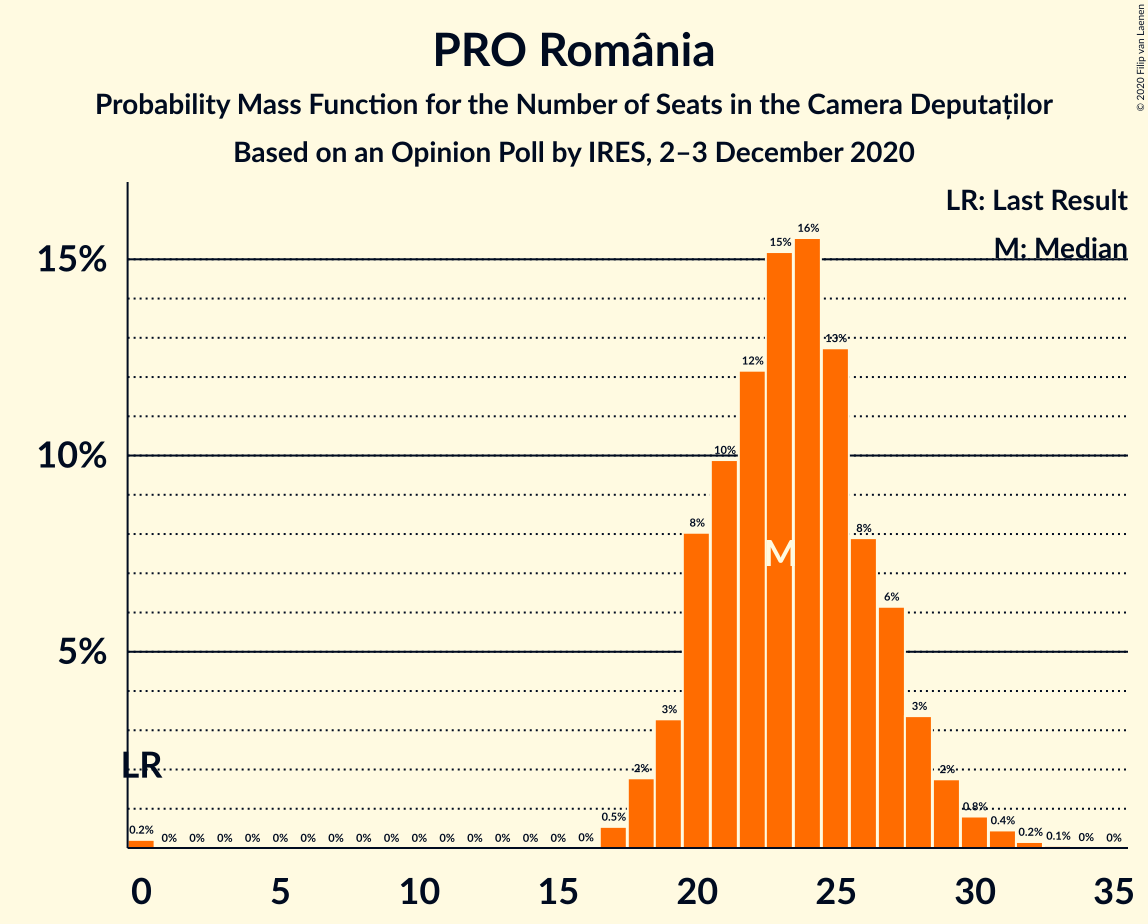 PRO România
Probability Mass Function for the Number of Seats in the Camera Deputaților
Based on an Opinion Poll by IRES, 2–3 December 2020
© 2020 Filip van Laenen
LR: Last Result
M: Median
15%
10%
5%
LR
M
0.2% 0% 0% 0% 0% 0% 0% 0% 0% 0% 0% 0% 0% 0% 0% 0% 0% 0.5% 2% 3% 8% 10% 12% 15% 16% 13% 8% 6% 3% 2% 0.8% 0.4% 0.2% 0.1% 0% 0%
0 5 10 15 20 25 30 35